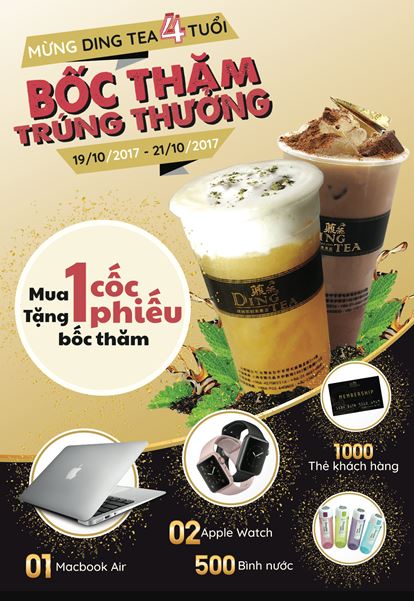 MỪNG DING TEA 4 TUỔI
BỐC THĂM
TRÚNG THƯỞNG
19/10/2017 - 21/10/2017
DING
TEA
DING
TEA
Mua 1 cốc
Tặng 1 phiếu
bốc thăm
MEMBERSHIP
1000
Thẻ khách hàng
02 Apple Watch
01 Macbook Air
500 Bình nước